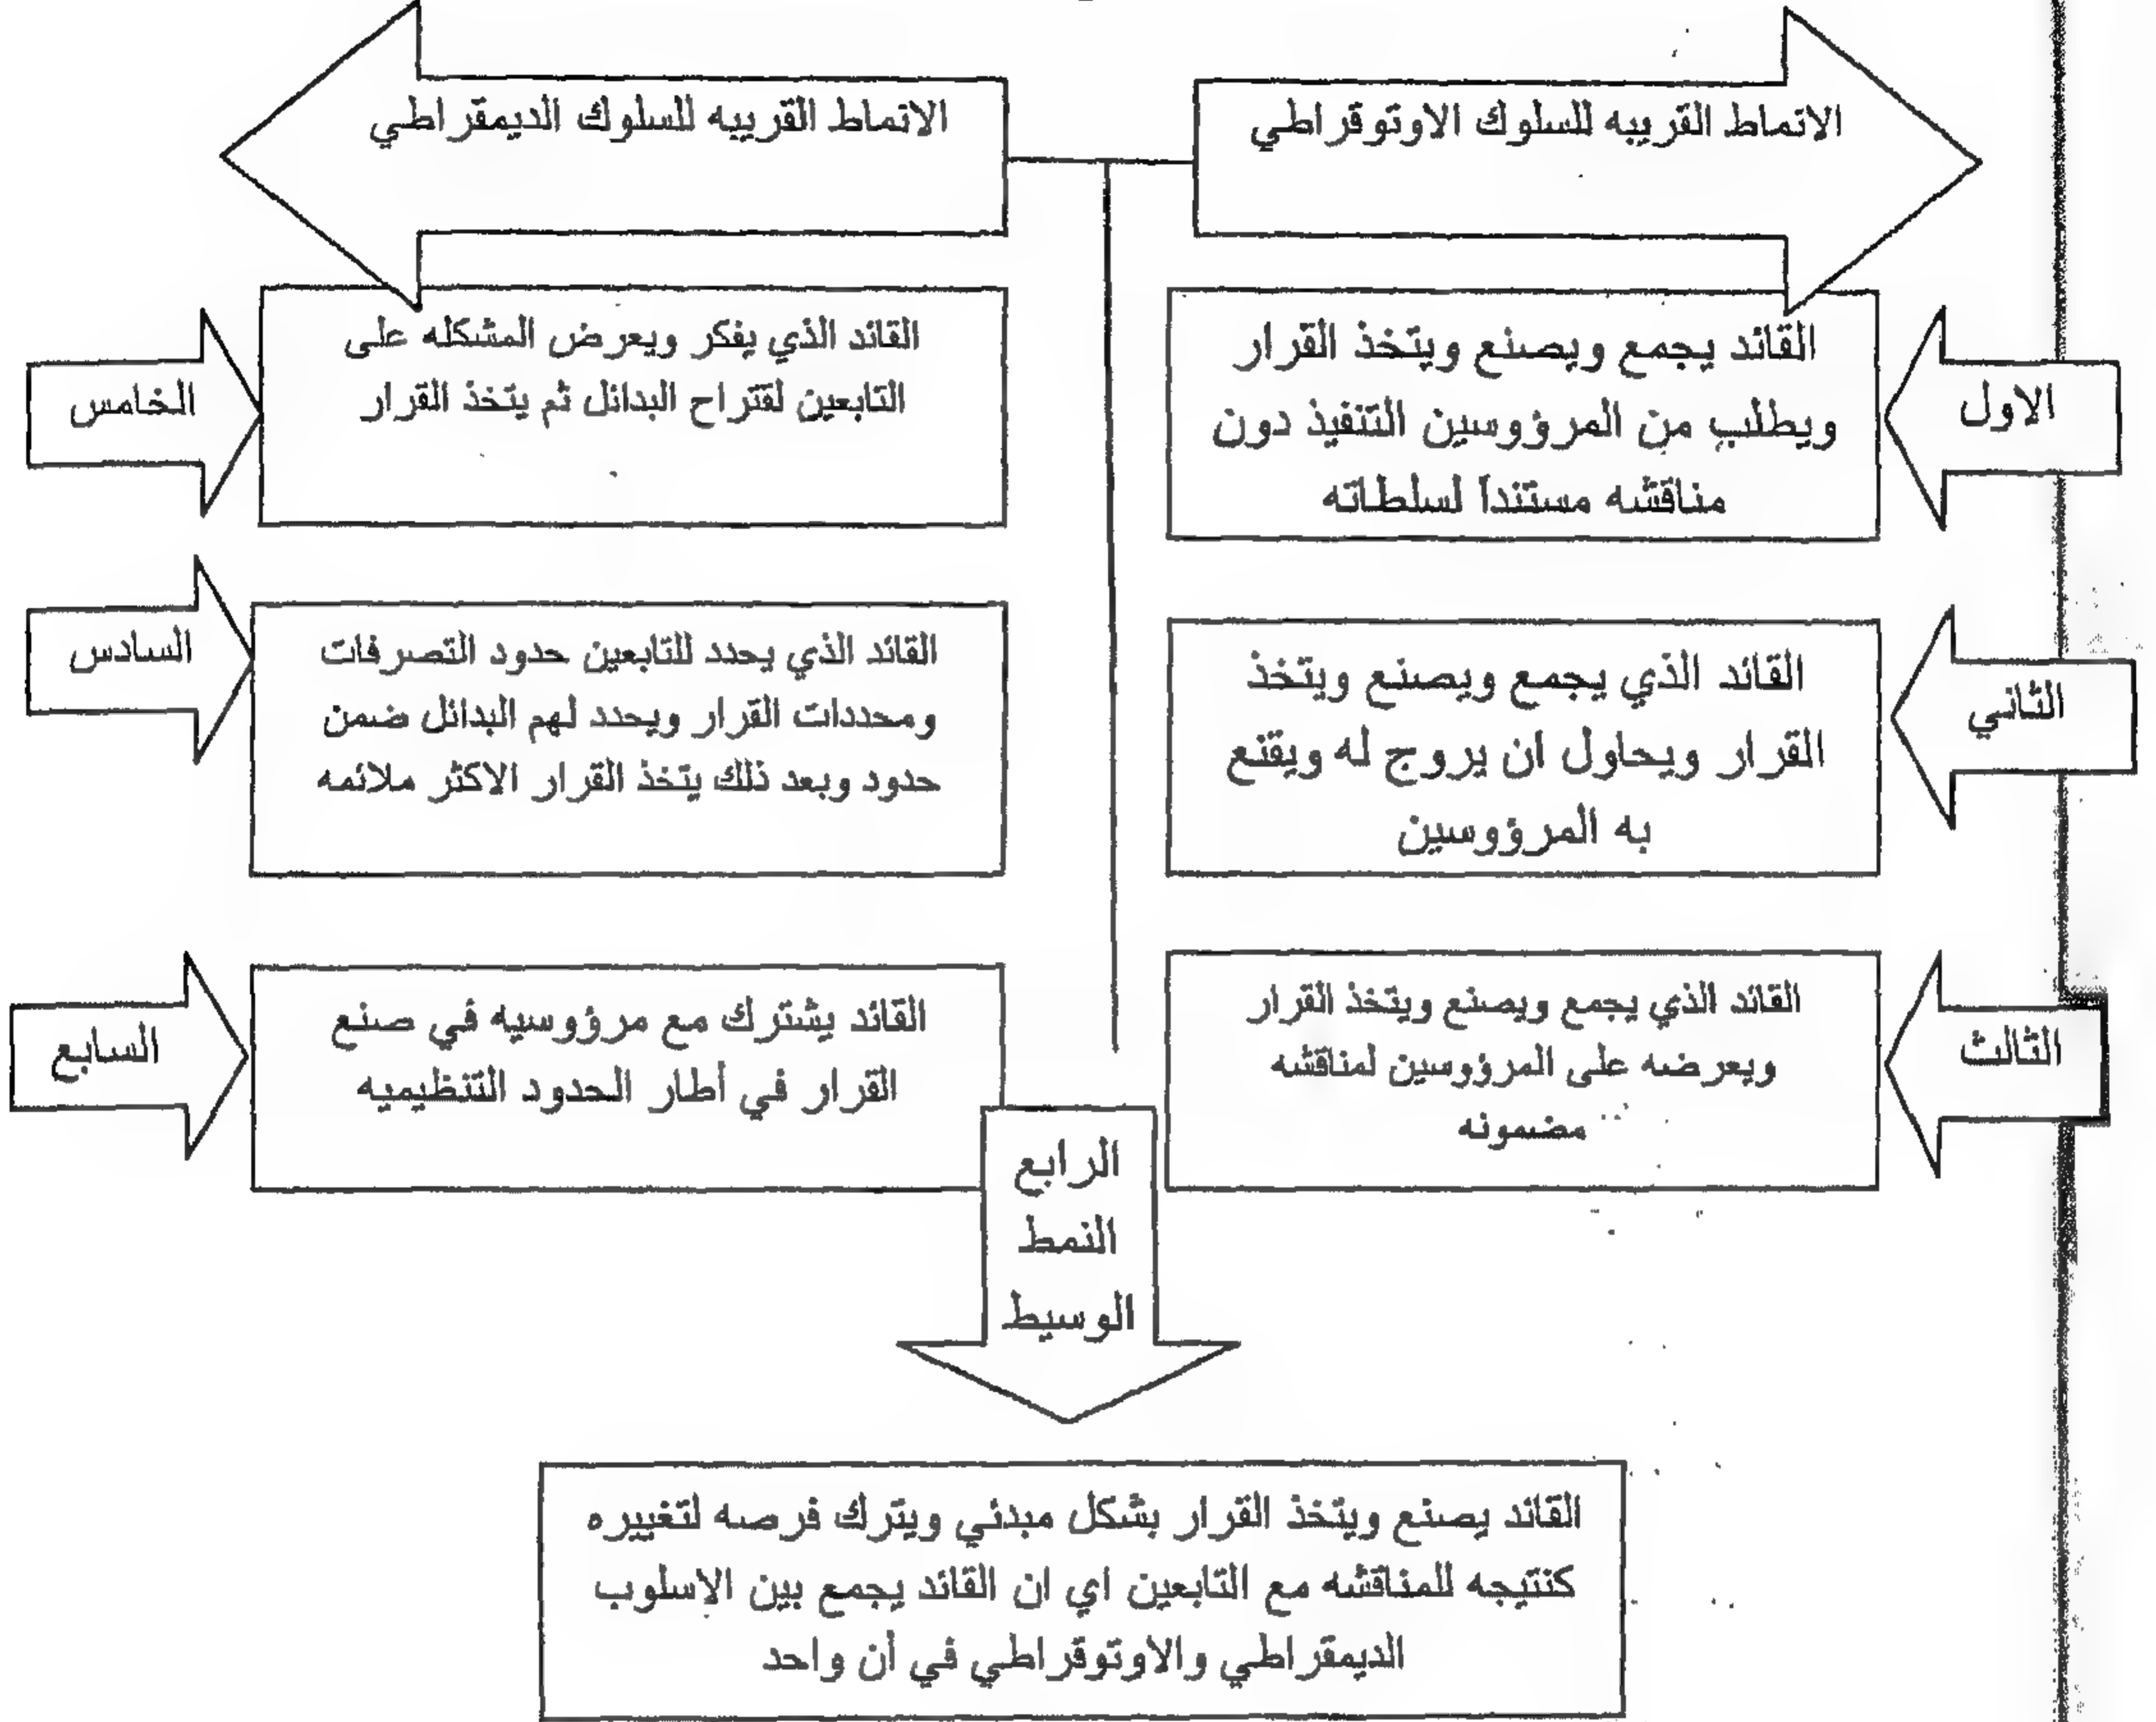 الانماط القريبه للسلوك الاوتوقراطي
الانماط القريبه للسلوك الديمقراطي
الاول
القائد يجمع ويصنع ويتخذ القرار
ويطلب من المرؤوسين التنفيذ دون
مناقشه مستنداً لسلطاته
الخامس
القائد الذي يفكر ويعرض المشكله على
التابعين لقتراح البدائل ثم يتخذ القرار
الثاني
القائد الذي يجمع ويصنع ويتخذ
القرار ويحاول ان يروج له ويقنع
به المرؤوسين
السادس
القائد الذي يحدد للتابعين حدود التصرفات
ومحددات القرار ويحدد لهم البدائل ضمن
حدود وبعد ذلك يتخذ القرار الاكثر ملائمه
الثالث
القائد الذي يجمع ويصنع ويتخذ القرار
ويعرضه على المرؤوسين لمناقشه
مضمونه
السابع
القائد يشترك مع مرؤوسيه في صنع
القرار في أطار الحدود التنظيميه
الرابع
النمط
الوسيط
القائد يصنع ويتخذ القرار بشكل مبدئي ويترك فرصه لتغييره
كنتيجه للمناقشه مع التابعين اي ان القائد يجمع بين الاسلوب
الديمقراطي والاوتوقراطي في أن واحد